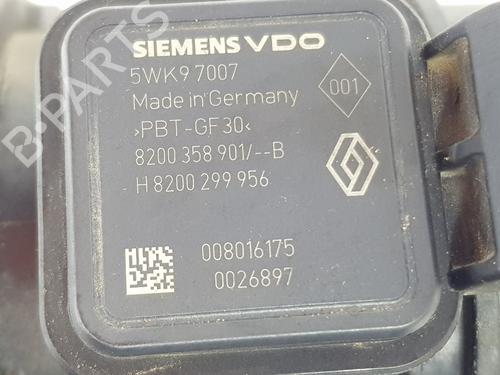 SIEMENS VDO
5WK9 7007
Made in Germany
001
>PBT-GF30<
8200 358 901/--B
H 8200 299 956
008016175
0026897
B-PARTS